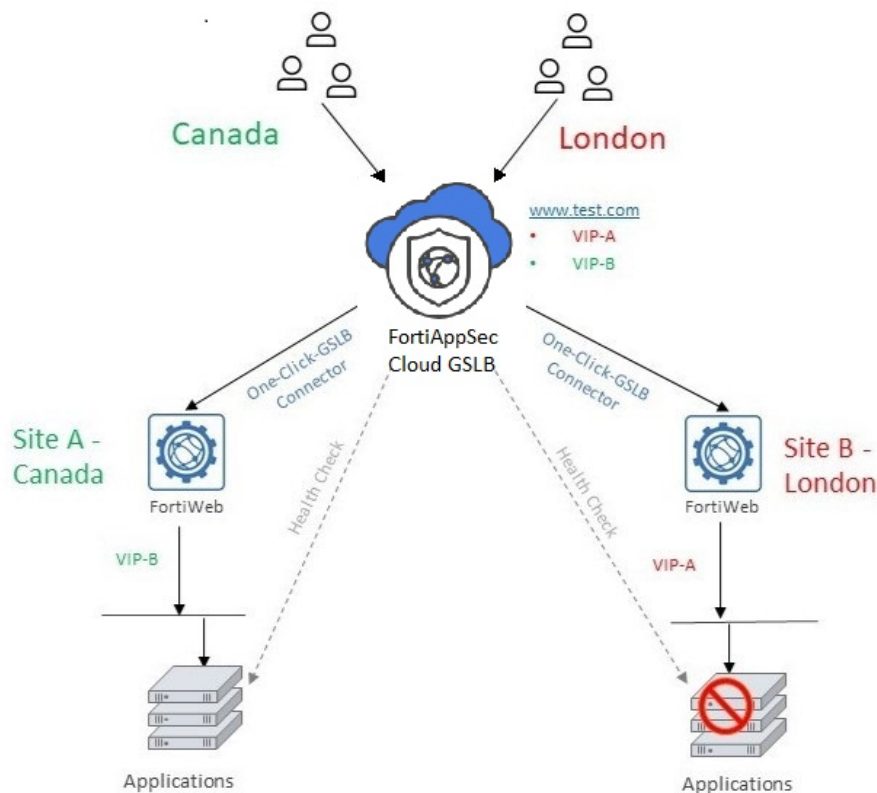 Canada
London
www.test.com
• VIP-A
• VIP-B
FortiAppSec
Cloud GSLB
One-Click-GSLB
Connector
One-Click-GSLB
Connector
Site A -
Canada
Site B -
London
FortiWeb
FortiWeb
Health Check
Health Check
VIP-B
VIP-A
Applications
Applications